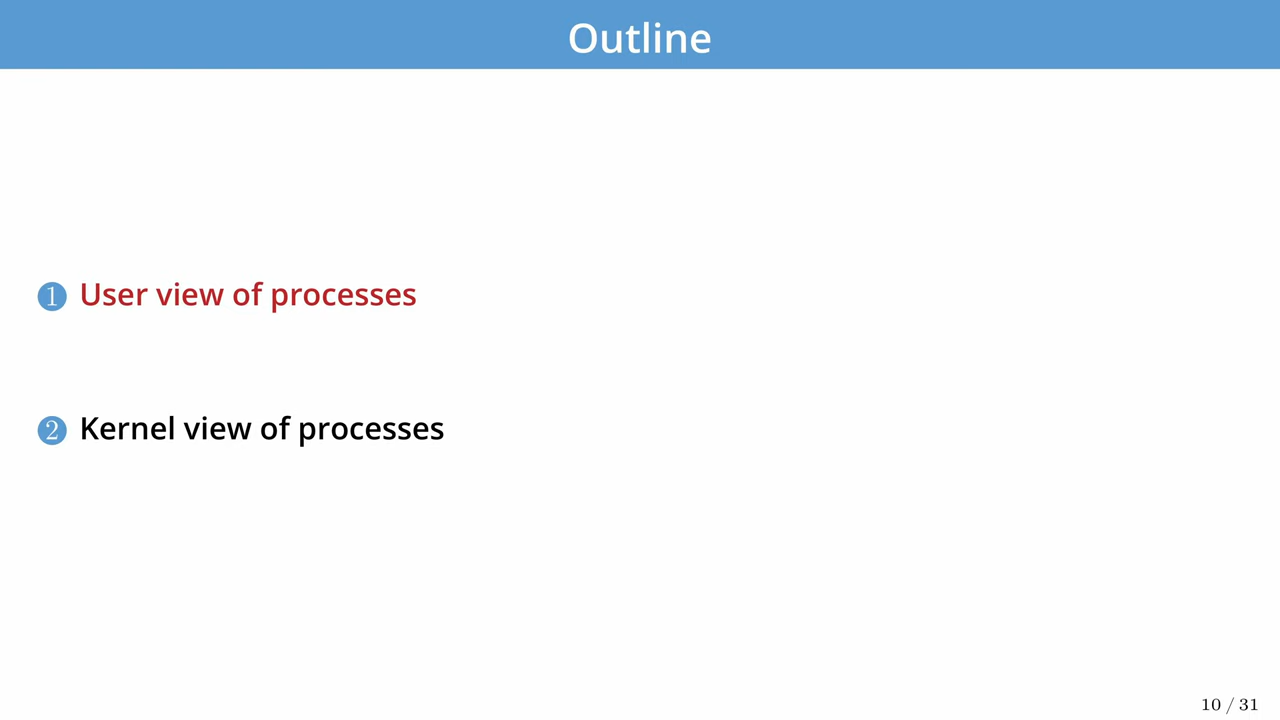 Outline
1 User view of processes
2 Kernel view of processes
10 / 31